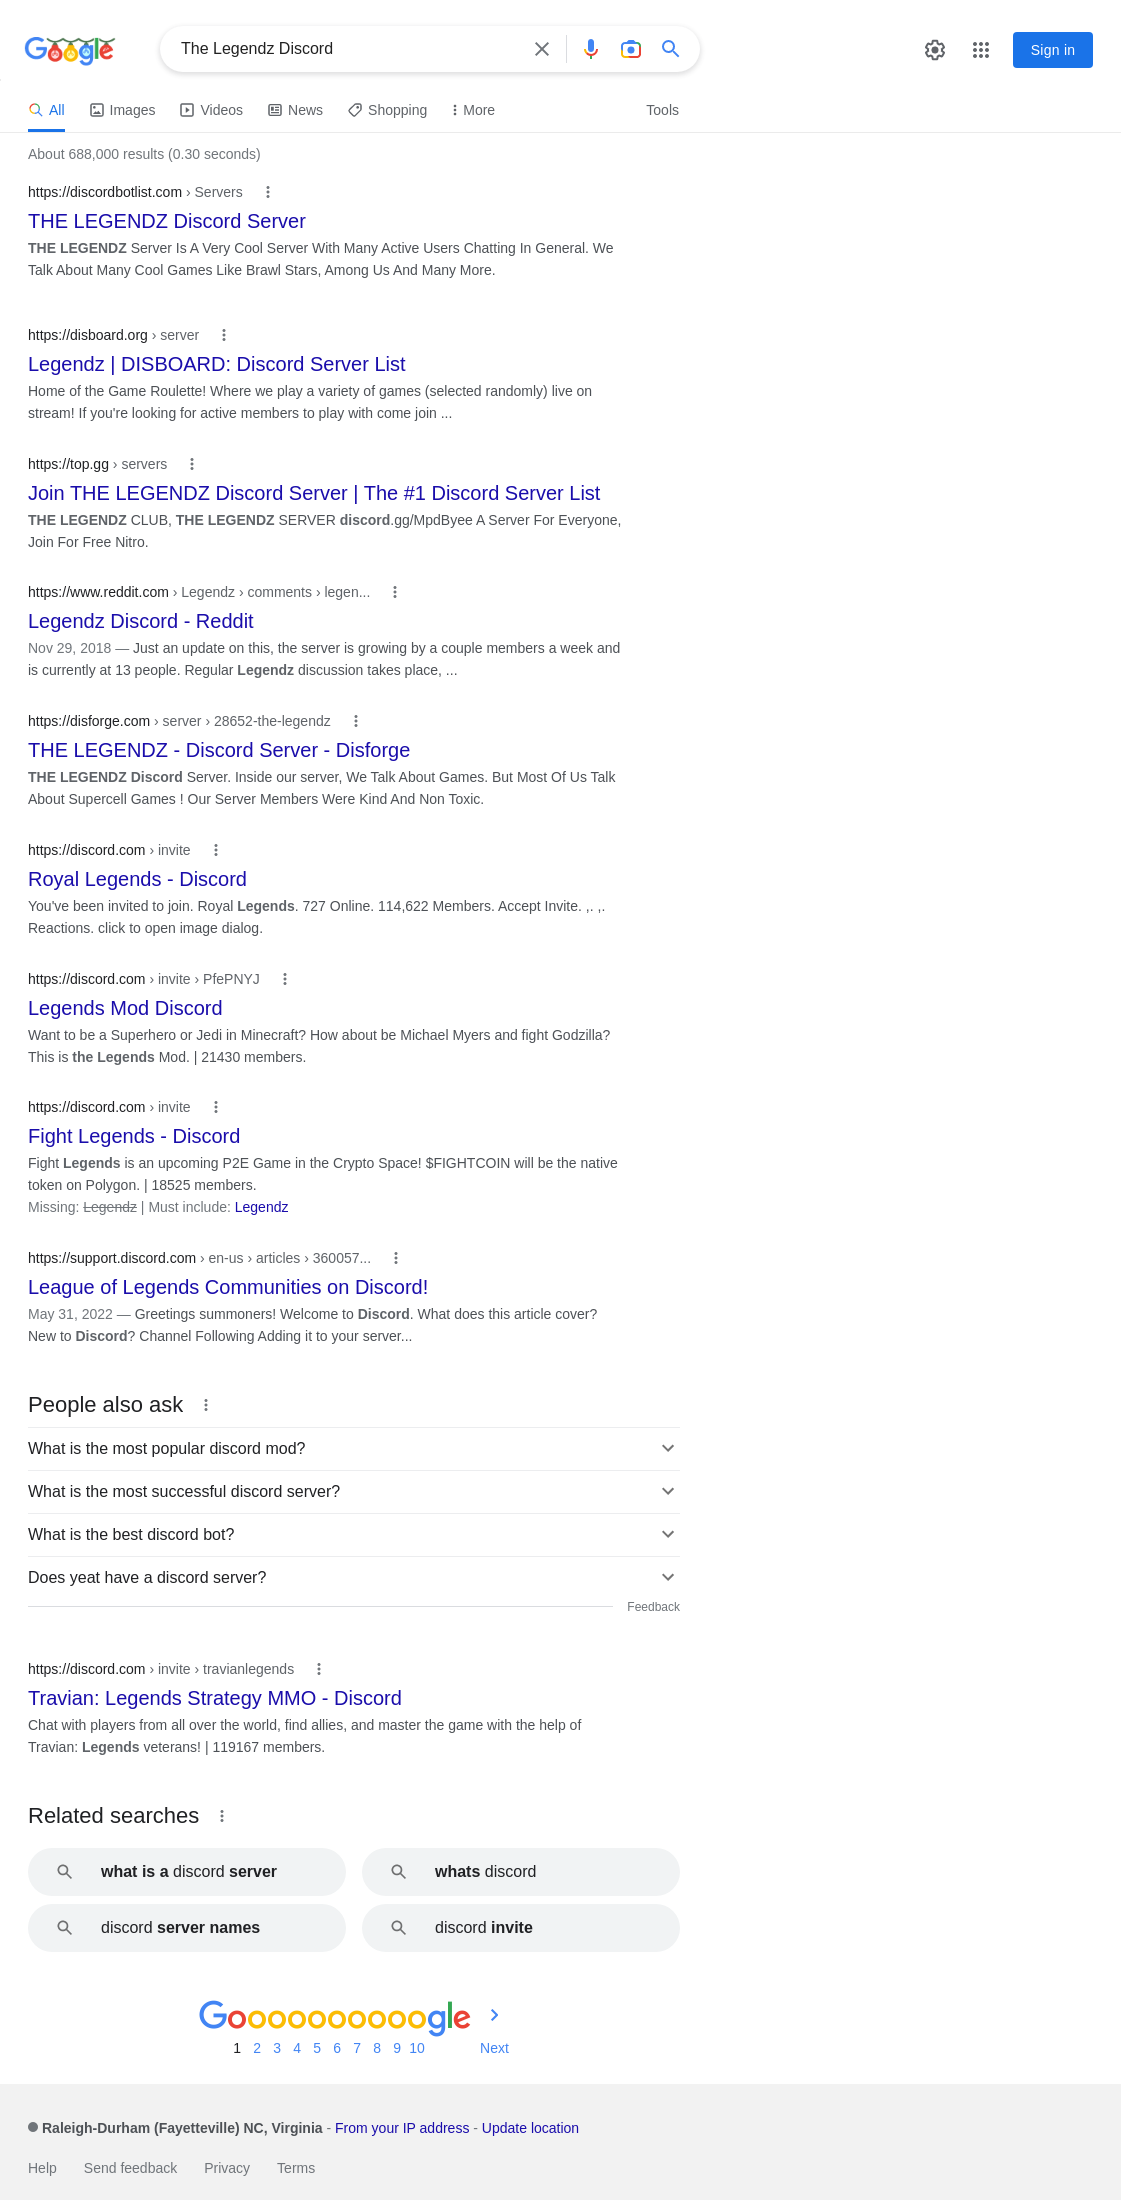 Google
The Legendz Discord
Sign in
All Images Videos News Shopping More Tools
About 688,000 results (0.30 seconds)
https://discordbotlist.com › Servers
THE LEGENDZ Discord Server
THE LEGENDZ Server Is A Very Cool Server With Many Active Users Chatting In General. We
Talk About Many Cool Games Like Brawl Stars, Among Us And Many More.
https://disboard.org › server
Legendz | DISBOARD: Discord Server List
Home of the Game Roulette! Where we play a variety of games (selected randomly) live on
stream! If you're looking for active members to play with come join ...
https://top.gg › servers
Join THE LEGENDZ Discord Server | The #1 Discord Server List
THE LEGENDZ CLUB, THE LEGENDZ SERVER discord.gg/MpdByee A Server For Everyone,
Join For Free Nitro.
https://www.reddit.com › Legendz › comments › legen...
Legendz Discord - Reddit
Nov 29, 2018 — Just an update on this, the server is growing by a couple members a week and
is currently at 13 people. Regular Legendz discussion takes place, ...
https://disforge.com › server › 28652-the-legendz
THE LEGENDZ - Discord Server - Disforge
THE LEGENDZ Discord Server. Inside our server, We Talk About Games. But Most Of Us Talk
About Supercell Games ! Our Server Members Were Kind And Non Toxic.
https://discord.com › invite
Royal Legends - Discord
You've been invited to join. Royal Legends. 727 Online. 114,622 Members. Accept Invite. ,. ,.
Reactions. click to open image dialog.
https://discord.com › invite › PfePNYJ
Legends Mod Discord
Want to be a Superhero or Jedi in Minecraft? How about be Michael Myers and fight Godzilla?
This is the Legends Mod. | 21430 members.
https://discord.com › invite
Fight Legends - Discord
Fight Legends is an upcoming P2E Game in the Crypto Space! $FIGHTCOIN will be the native
token on Polygon. | 18525 members.
Missing: Legendz | Must include: Legendz
https://support.discord.com › en-us › articles › 360057...
League of Legends Communities on Discord!
May 31, 2022 — Greetings summoners! Welcome to Discord. What does this article cover?
New to Discord? Channel Following Adding it to your server...
People also ask
What is the most popular discord mod?
What is the most successful discord server?
What is the best discord bot?
Does yeat have a discord server?
Feedback
https://discord.com › invite › travianlegends
Travian: Legends Strategy MMO - Discord
Chat with players from all over the world, find allies, and master the game with the help of
Travian: Legends veterans! | 119167 members.
Related searches
what is a discord server
whats discord
discord server names
discord invite
Goooooooooogle
1 2 3 4 5 6 7 8 9 10 Next
Raleigh-Durham (Fayetteville) NC, Virginia - From your IP address - Update location
Help Send feedback Privacy Terms